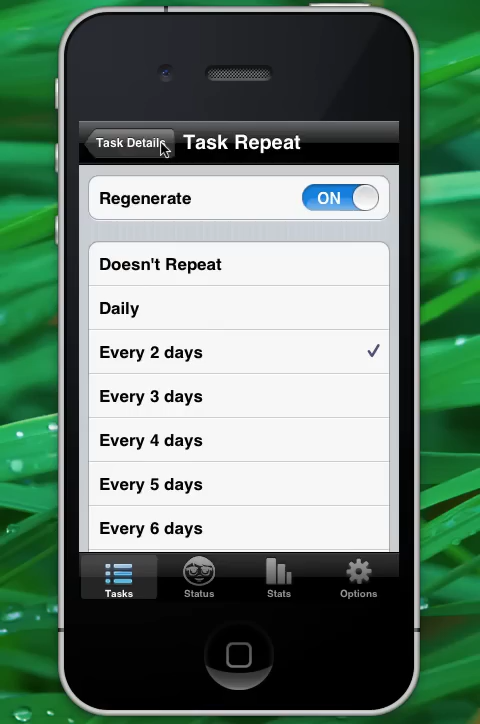 Task Details
Task Repeat
Regenerate
ON
Doesn't Repeat
Daily
Every 2 days
Every 3 days
Every 4 days
Every 5 days
Every 6 days
Tasks
Status
Stats
Options